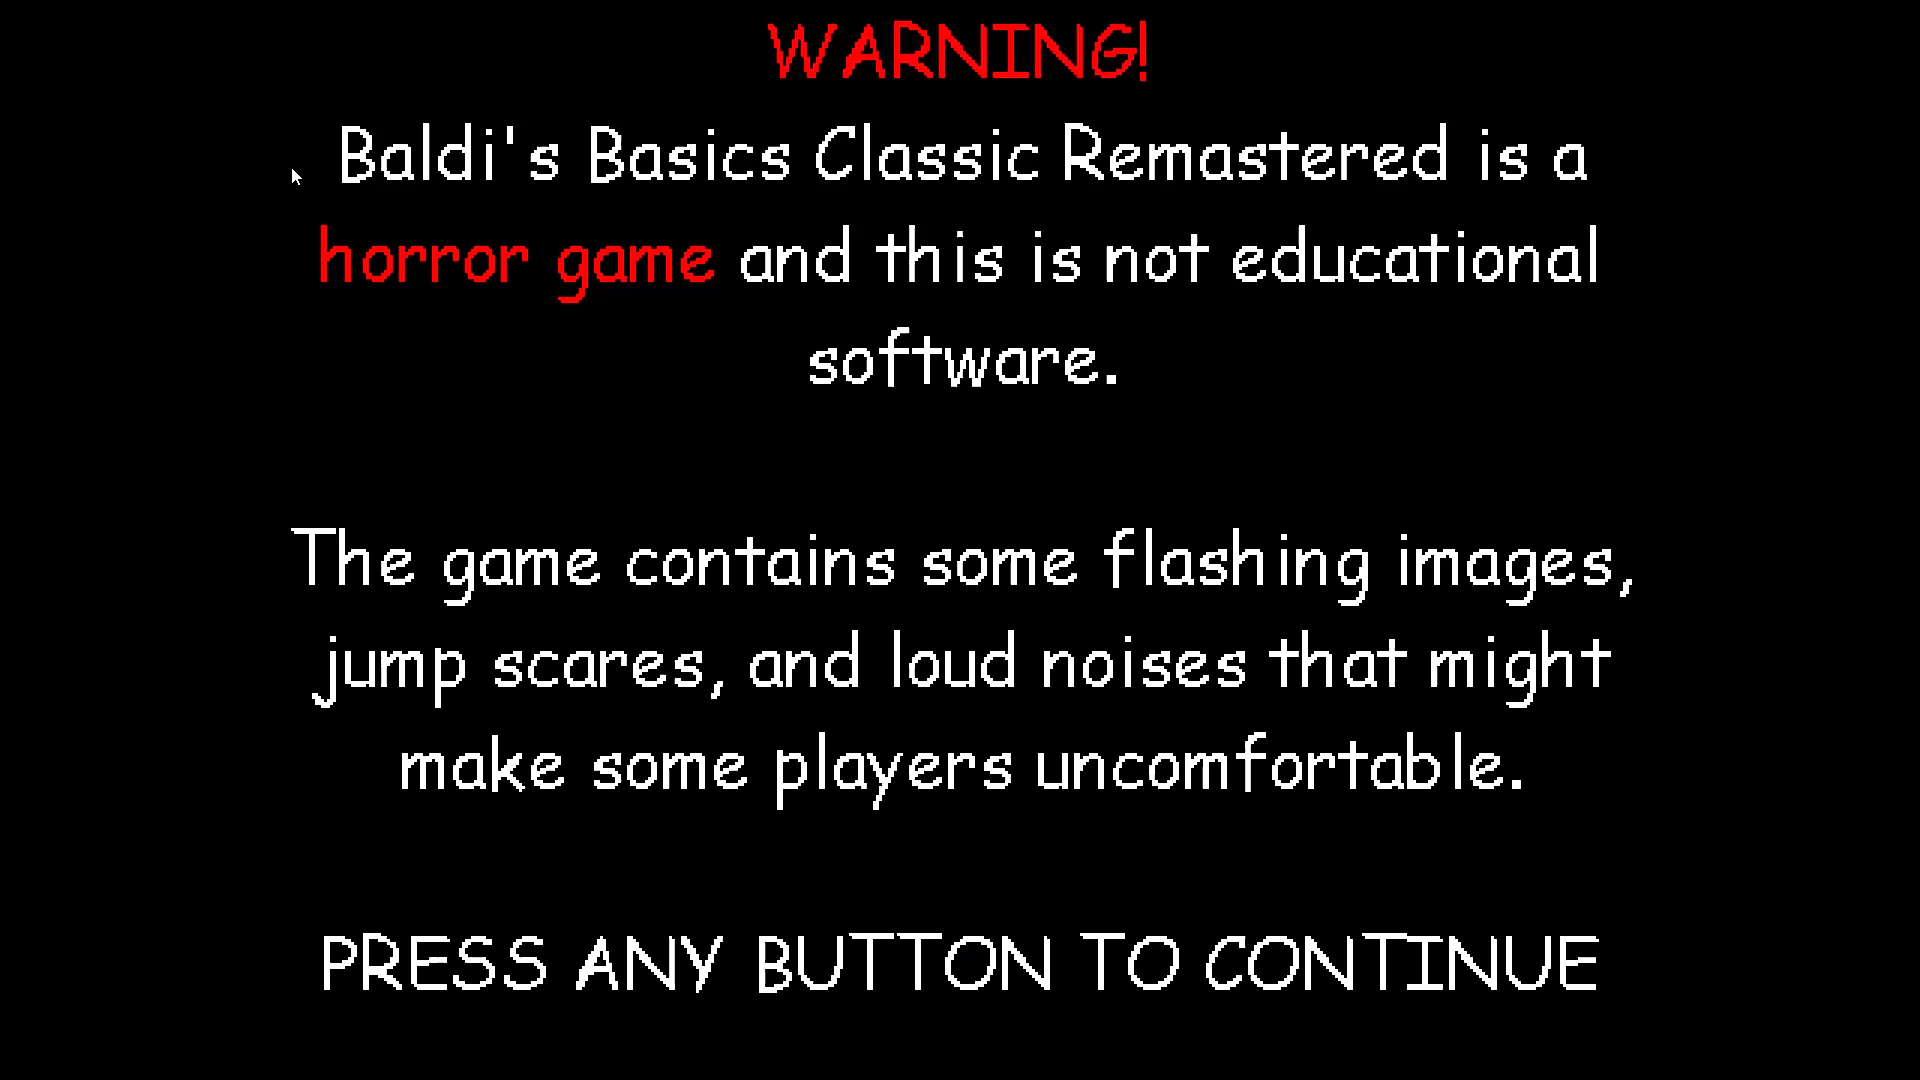 WARNING!
Baldi's Basics Classic Remastered is a
horror game and this is not educational
software.
The game contains some flashing images,
jump scares, and loud noises that might
make some players uncomfortable.
PRESS ANY BUTTON TO CONTINUE